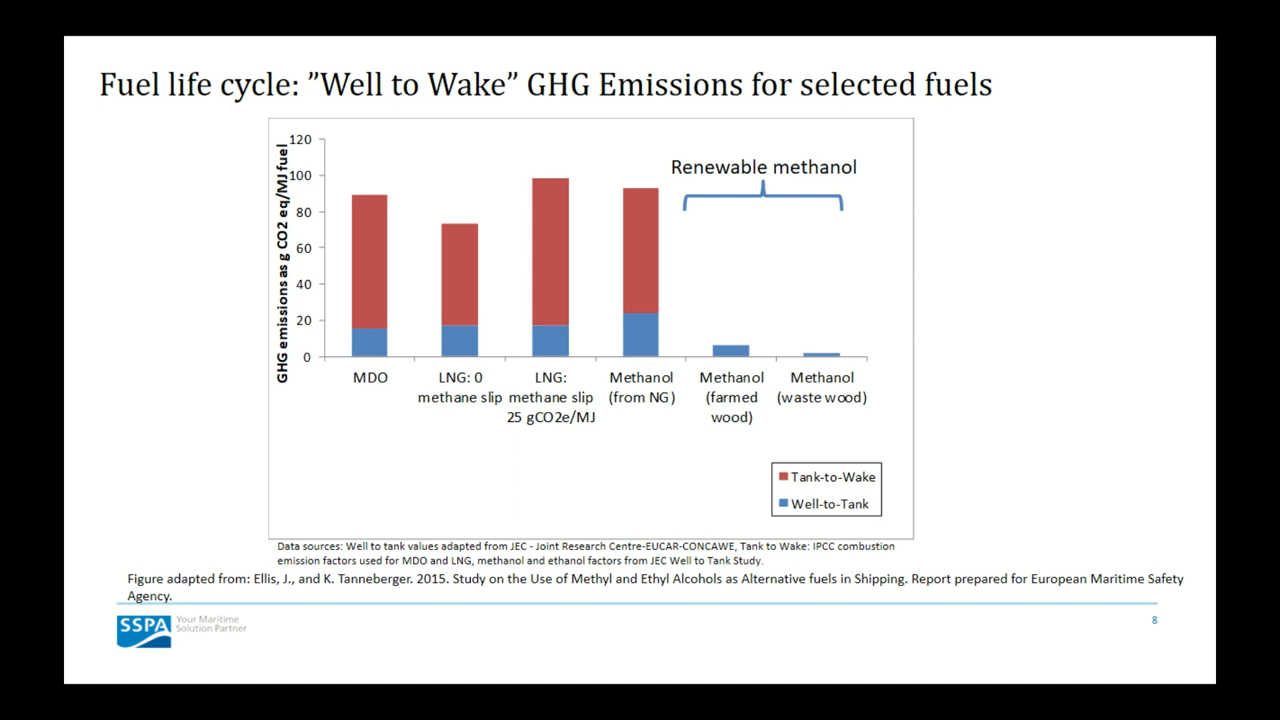 Fuel life cycle: ”Well to Wake” GHG Emissions for selected fuels
GHG emissions as g CO2 eq/MJ fuel
120
100
80
60
40
20
0
Renewable methanol
MDO
LNG: 0
methane slip
LNG:
methane slip
25 gCO2e/MJ
Methanol
(from NG)
Methanol
(farmed
wood)
Methanol
(waste wood)
Tank-to-Wake
Well-to-Tank
Data sources: Well to tank values adapted from JEC - Joint Research Centre-EUCAR-CONCAWE, Tank to Wake: IPCC combustion
emission factors used for MDO and LNG, methanol and ethanol factors from JEC Well to Tank Study.
Figure adapted from: Ellis, J., and K. Tanneberger. 2015. Study on the Use of Methyl and Ethyl Alcohols as Alternative fuels in Shipping. Report prepared for European Maritime Safety
Agency.
SSPA
Your Maritime
Solution Partner
8